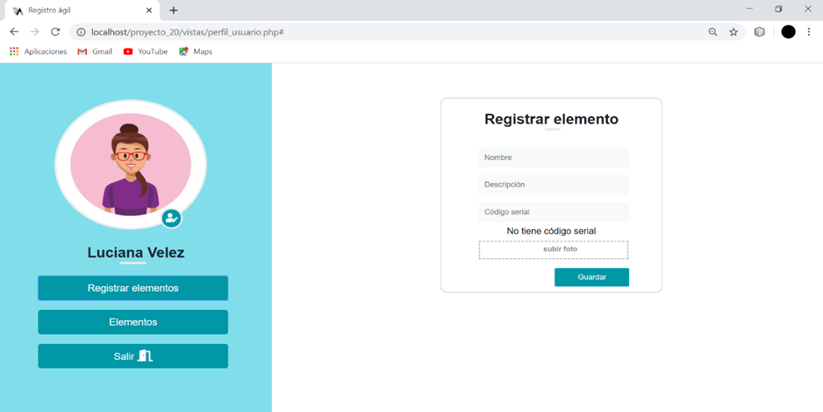 Registro ágil
localhost/proyecto_20/vistas/perfil_usuario.php#
Aplicaciones Gmail YouTube Maps
Luciana Velez
Registrar elementos
Elementos
Salir
Registrar elemento
Nombre
Descripción
Código serial
No tiene código serial
subir foto
Guardar